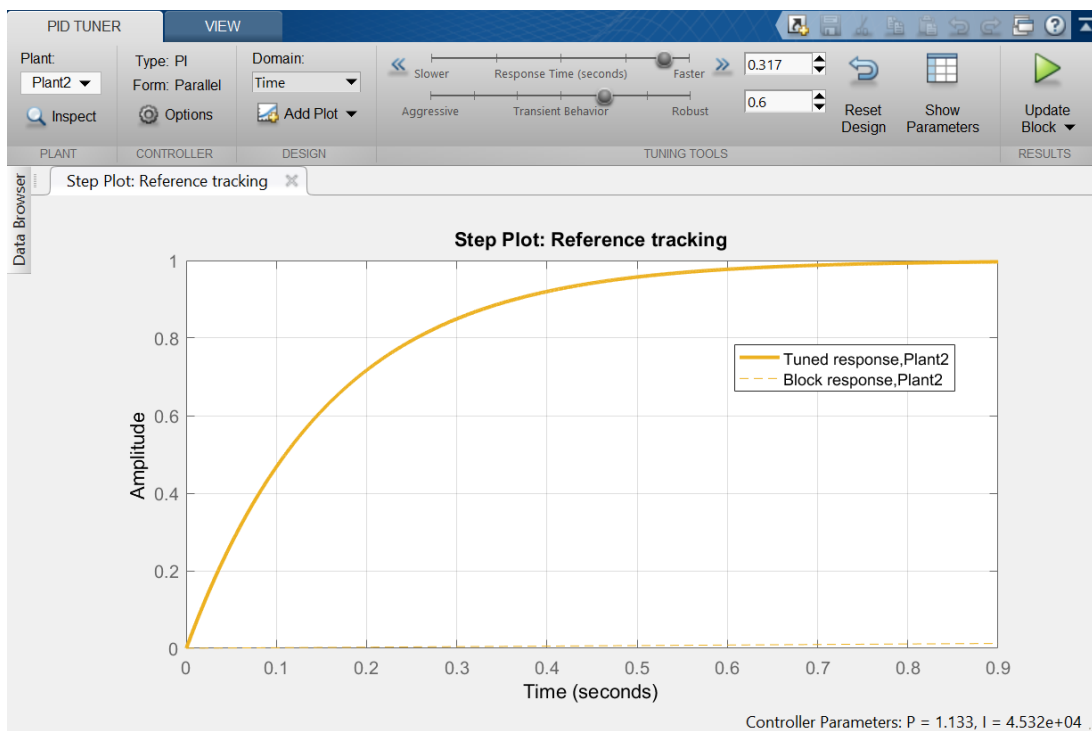 PID TUNER
VIEW
Plant:
Plant2
Inspect
PLANT
Type: PI
Form: Parallel
Options
CONTROLLER
Domain:
Time
Add Plot
DESIGN
Slower
Response Time (seconds)
Faster
0.317
Aggressive
Transient Behavior
Robust
0.6
Reset
Design
Show
Parameters
TUNING TOOLS
Update
Block
RESULTS
Data Browser
Step Plot: Reference tracking
Step Plot: Reference tracking
Amplitude
1
0.8
0.6
0.4
0.2
0
Tuned response,Plant2
Block response,Plant2
0
0.1
0.2
0.3
0.4
0.5
0.6
0.7
0.8
0.9
Time (seconds)
Controller Parameters: P = 1.133, I = 4.532e+04